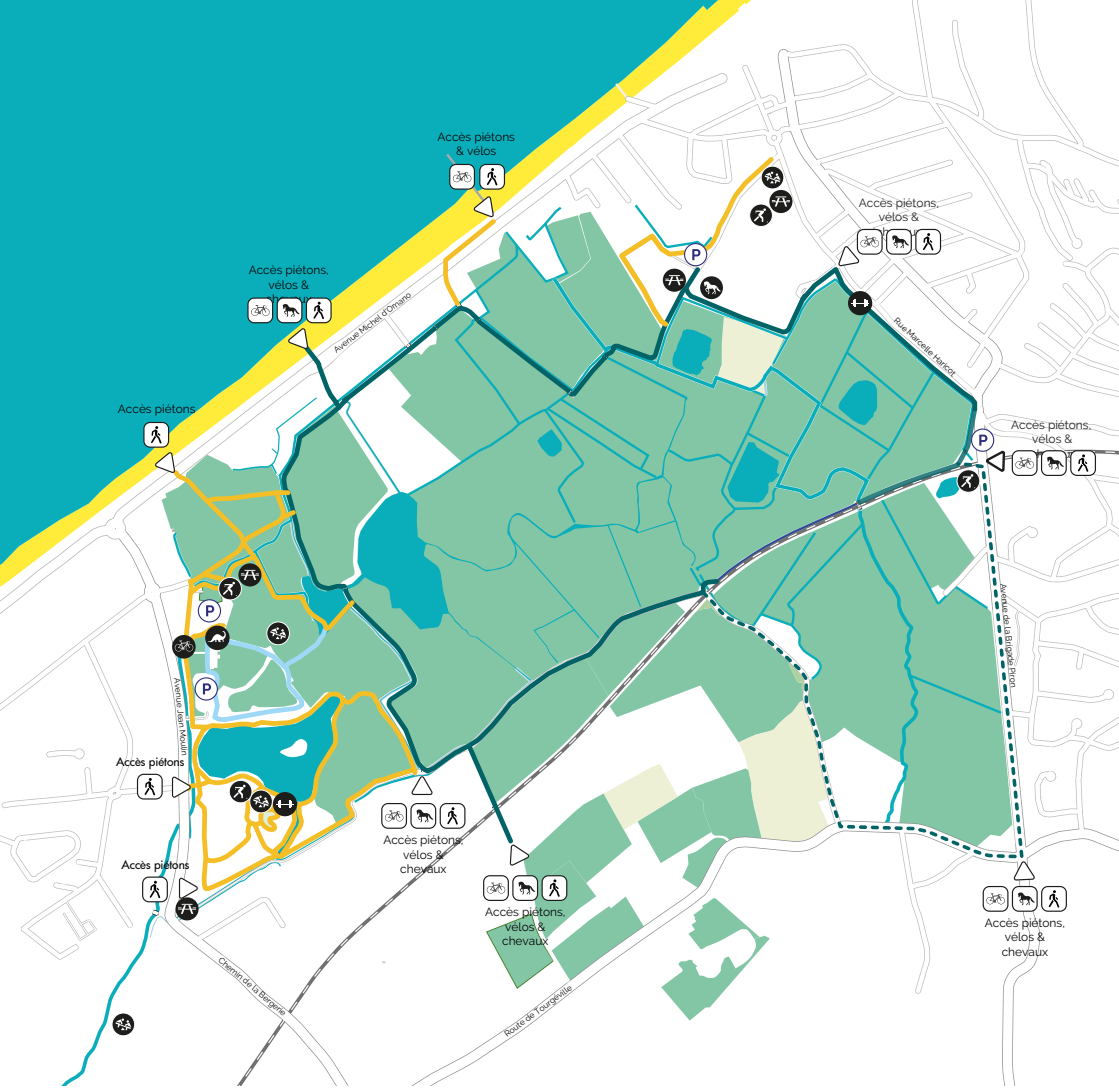 Accès piétons
& vélos
Accès piétons,
vélos &
Accès piétons,
vélos &
chevaux
Avenue Michel d'Ornano
P
Rue Marcelle Haricot
Accès piétons
P
Accès piétons,
vélos &
P
P
Avenue de la Brigade Piron
Avenue Jean Moulin
Accès piétons
Accès piétons,
vélos &
chevaux
Accès piétons
Accès piétons,
vélos &
chevaux
Accès piétons,
vélos &
chevaux
Chemin de la Bergerie
Route de Tourgéville